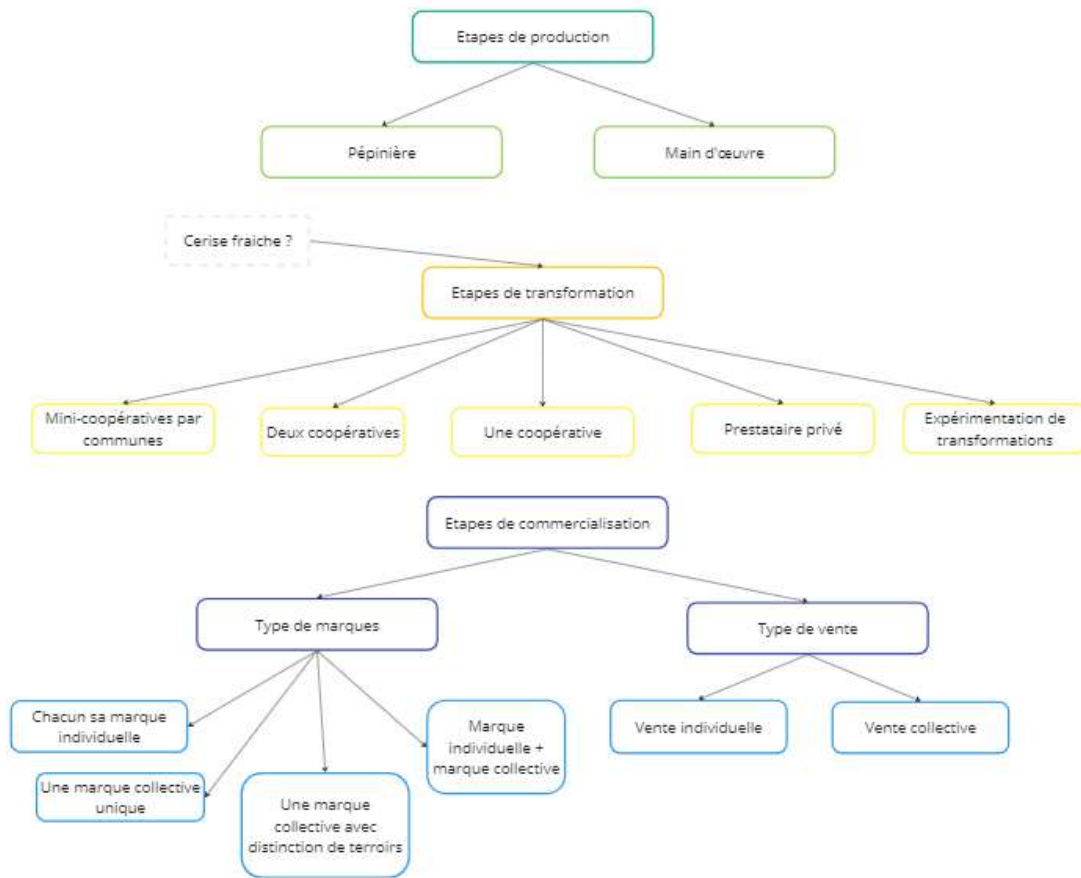 Etapes de production
Pépinière
Main d'œuvre
Cerise fraiche ?
Etapes de transformation
Mini-coopératives par
communes
Deux coopératives
Une coopérative
Prestataire privé
Expérimentation de
transformations
Etapes de commercialisation
Type de marques
Type de vente
Chacun sa marque
individuelle
Une marque collective
unique
Une marque
collective avec
distinction de terroirs
Marque
individuelle +
marque collective
Vente individuelle
Vente collective